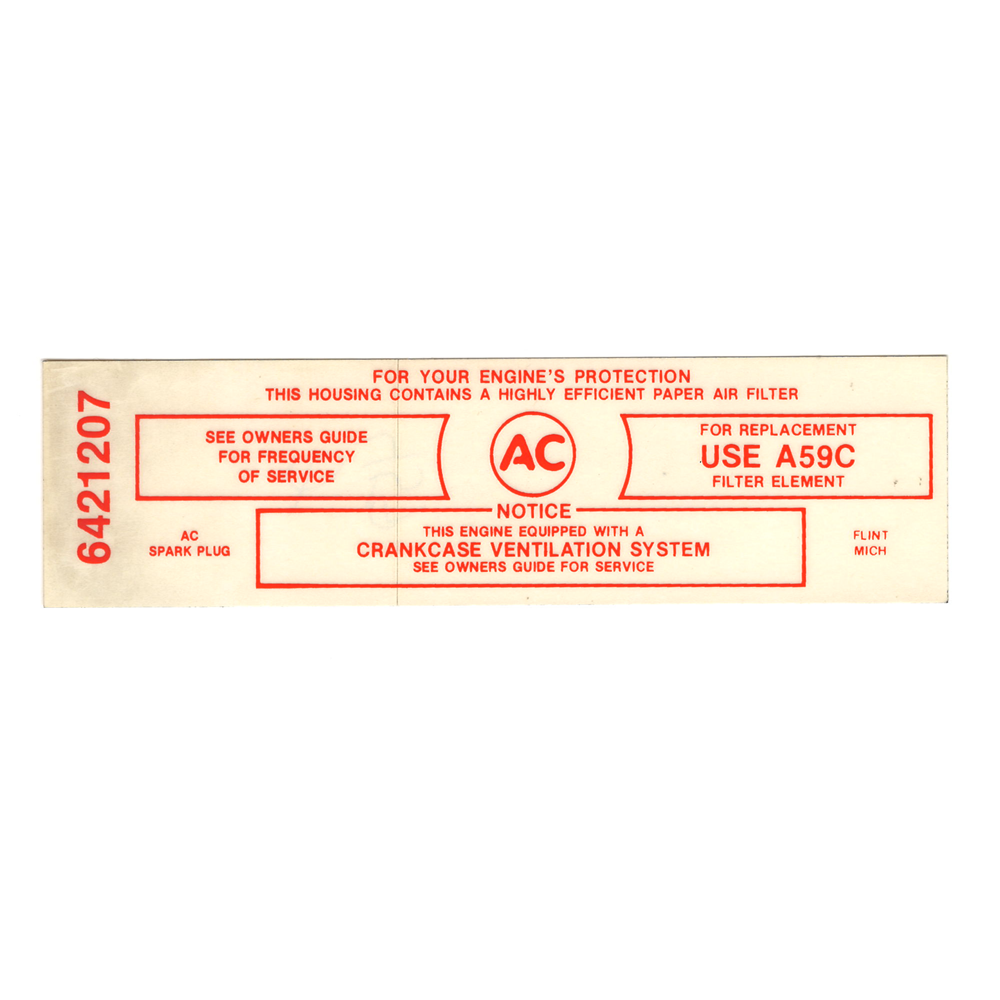 6421207
FOR YOUR ENGINE'S PROTECTION
THIS HOUSING CONTAINS A HIGHLY EFFICIENT PAPER AIR FILTER
SEE OWNERS GUIDE
FOR FREQUENCY
OF SERVICE
AC
FOR REPLACEMENT
USE A59C
FILTER ELEMENT
NOTICE
THIS ENGINE EQUIPPED WITH A
CRANKCASE VENTILATION SYSTEM
SEE OWNERS GUIDE FOR SERVICE
AC
SPARK PLUG
FLINT
MICH